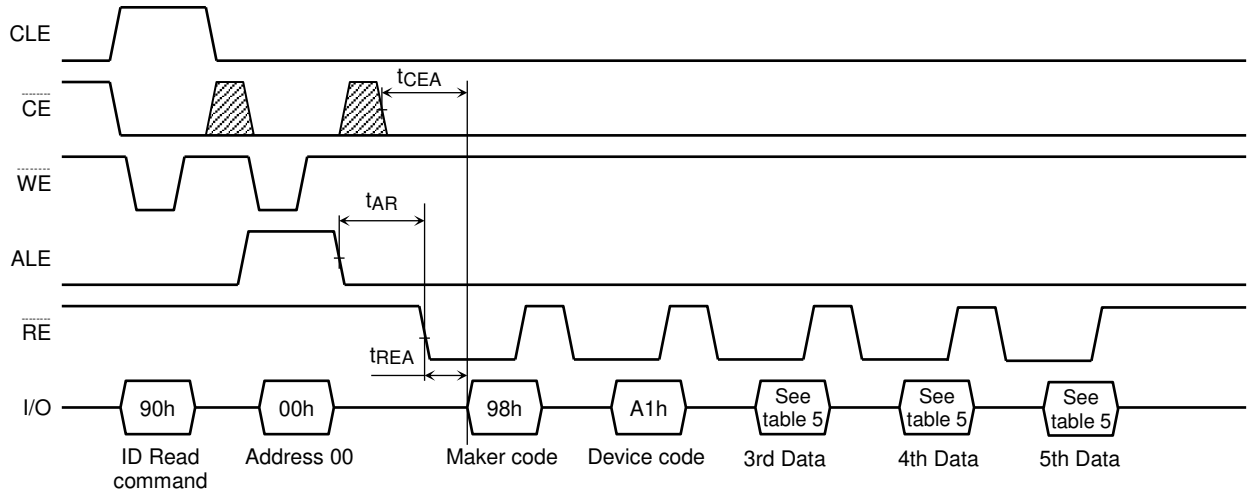 CLE
tCEA
CE
WE
tAR
ALE
RE
tREA
I/O
90h
00h
98h
A1h
See
table 5
See
table 5
See
table 5
ID Read
command
Address 00
Maker code
Device code
3rd Data
4th Data
5th Data